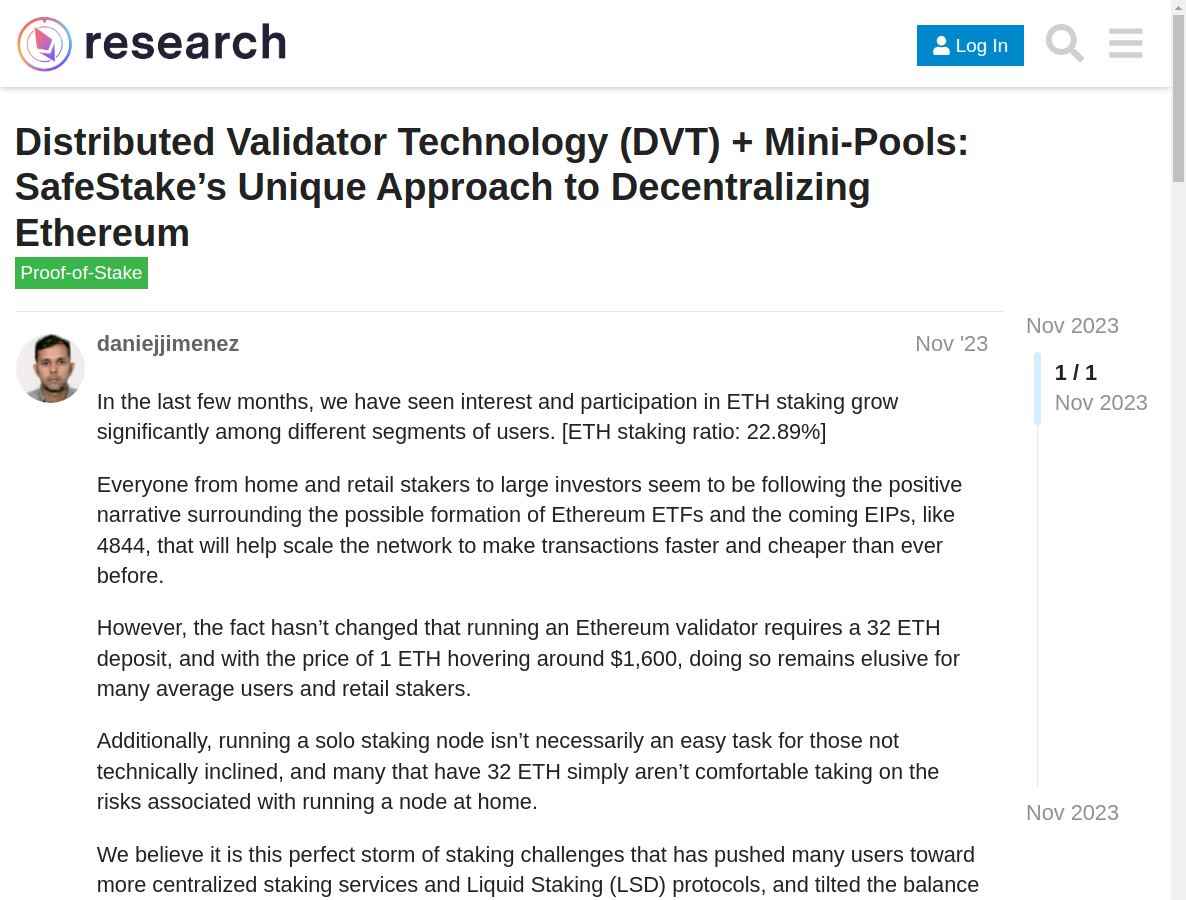 research
Log In
Distributed Validator Technology (DVT) + Mini-Pools:
SafeStake’s Unique Approach to Decentralizing
Ethereum
Proof-of-Stake
daniejjimenez
Nov '23
In the last few months, we have seen interest and participation in ETH staking grow
significantly among different segments of users. [ETH staking ratio: 22.89%]
Everyone from home and retail stakers to large investors seem to be following the positive
narrative surrounding the possible formation of Ethereum ETFs and the coming EIPs, like
4844, that will help scale the network to make transactions faster and cheaper than ever
before.
However, the fact hasn’t changed that running an Ethereum validator requires a 32 ETH
deposit, and with the price of 1 ETH hovering around $1,600, doing so remains elusive for
many average users and retail stakers.
Additionally, running a solo staking node isn’t necessarily an easy task for those not
technically inclined, and many that have 32 ETH simply aren’t comfortable taking on the
risks associated with running a node at home.
We believe it is this perfect storm of staking challenges that has pushed many users toward
more centralized staking services and Liquid Staking (LSD) protocols, and tilted the balance
Nov 2023
1 / 1
Nov 2023
Nov 2023